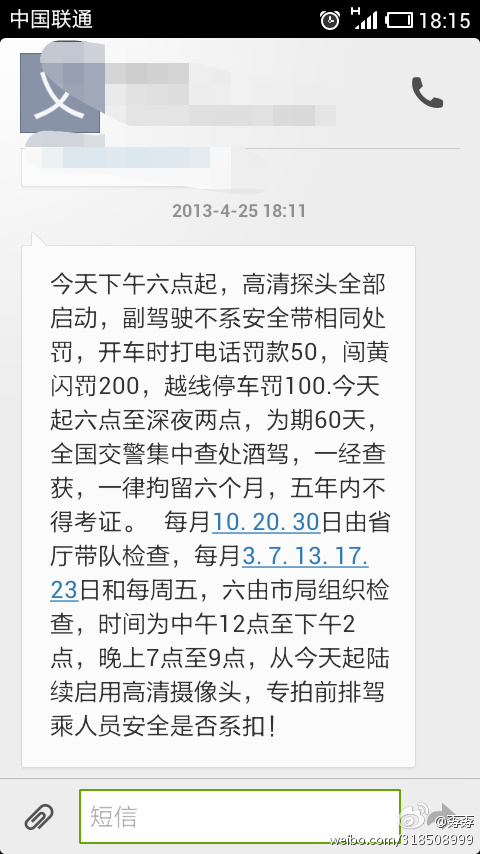 中国联通
H
18:15
2013-4-25 18:11
今天下午六点起，高清探头全部
启动，副驾驶不系安全带相同处
罚，开车时打电话罚款50，闯黄
闪罚200，越线停车罚100.今天
起六点至深夜两点，为期60天，
全国交警集中查处酒驾，一经查
获，一律拘留六个月，五年内不
得考证。 每月10. 20. 30日由省
厅带队检查，每月3. 7. 13. 17.
23日和每周五，六由市局组织检
查，时间为中午12点至下午2
点，晚上7点至9点，从今天起陆
续启用高清摄像头，专拍前排驾
乘人员安全是否系扣！
短信
weibo.com/318508999